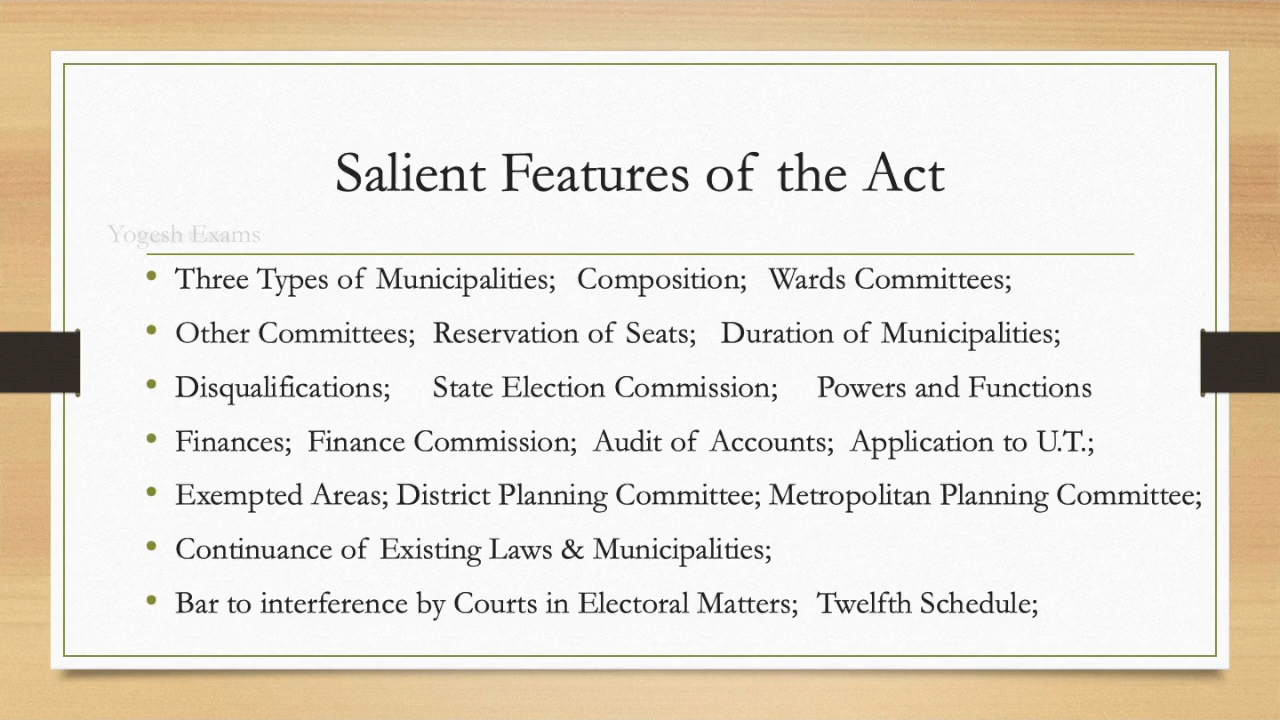 Salient Features of the Act
Yogesh Exams
• Three Types of Municipalities; Composition; Wards Committees;
• Other Committees; Reservation of Seats; Duration of Municipalities;
• Disqualifications; State Election Commission; Powers and Functions
• Finances; Finance Commission; Audit of Accounts; Application to U.T.;
• Exempted Areas; District Planning Committee; Metropolitan Planning Committee;
• Continuance of Existing Laws & Municipalities;
• Bar to interference by Courts in Electoral Matters; Twelfth Schedule;